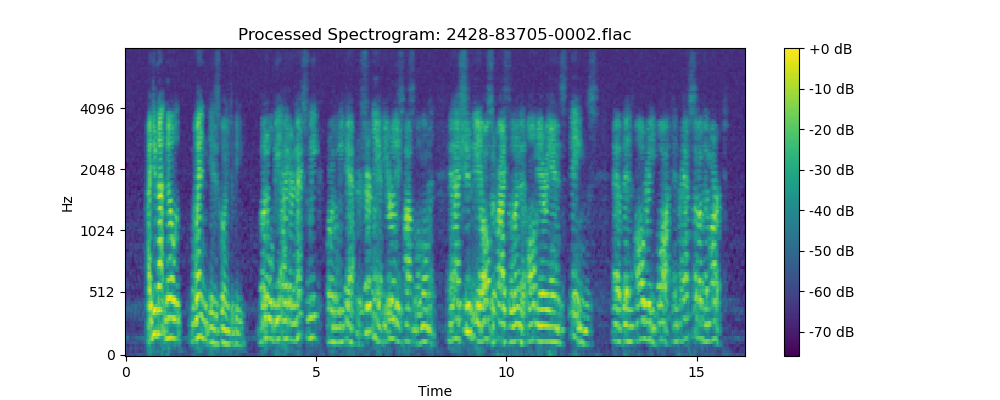 Processed Spectrogram: 2428-83705-0002.flac
Hz
4096
2048
1024
512
0
0 5 10 15
Time
+0 dB
-10 dB
-20 dB
-30 dB
-40 dB
-50 dB
-60 dB
-70 dB